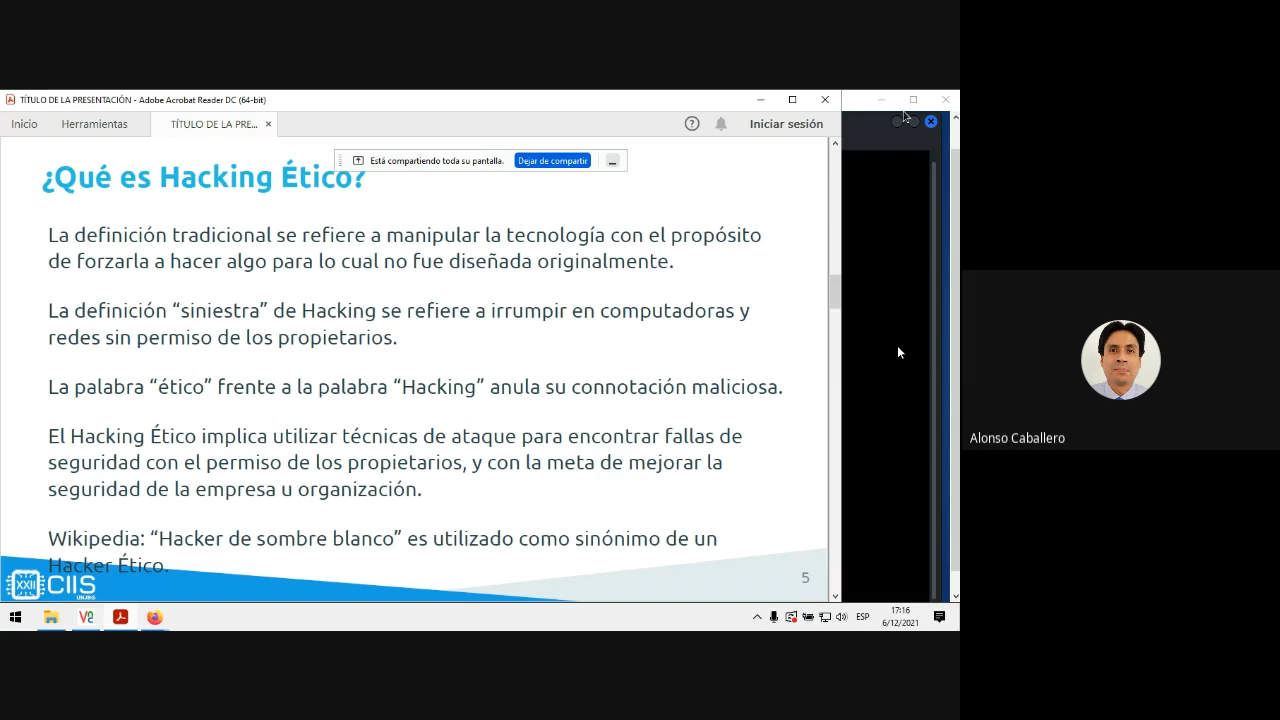 TÍTULO DE LA PRESENTACIÓN - Adobe Acrobat Reader DC (64-bit)
Inicio
Herramientas
TÍTULO DE LA PRE...
Iniciar sesión
Está compartiendo toda su pantalla.
Dejar de compartir
¿Qué es Hacking Ético?
La definición tradicional se refiere a manipular la tecnología con el propósito
de forzarla a hacer algo para lo cual no fue diseñada originalmente.
La definición “siniestra” de Hacking se refiere a irrumpir en computadoras y
redes sin permiso de los propietarios.
La palabra “ético” frente a la palabra “Hacking” anula su connotación maliciosa.
El Hacking Ético implica utilizar técnicas de ataque para encontrar fallas de
seguridad con el permiso de los propietarios, y con la meta de mejorar la
seguridad de la empresa u organización.
Wikipedia: “Hacker de sombre blanco” es utilizado como sinónimo de un
Hacker Ético.
XXII CIIS
UNJBG
5
Alonso Caballero
ESP
17:16
6/12/2021